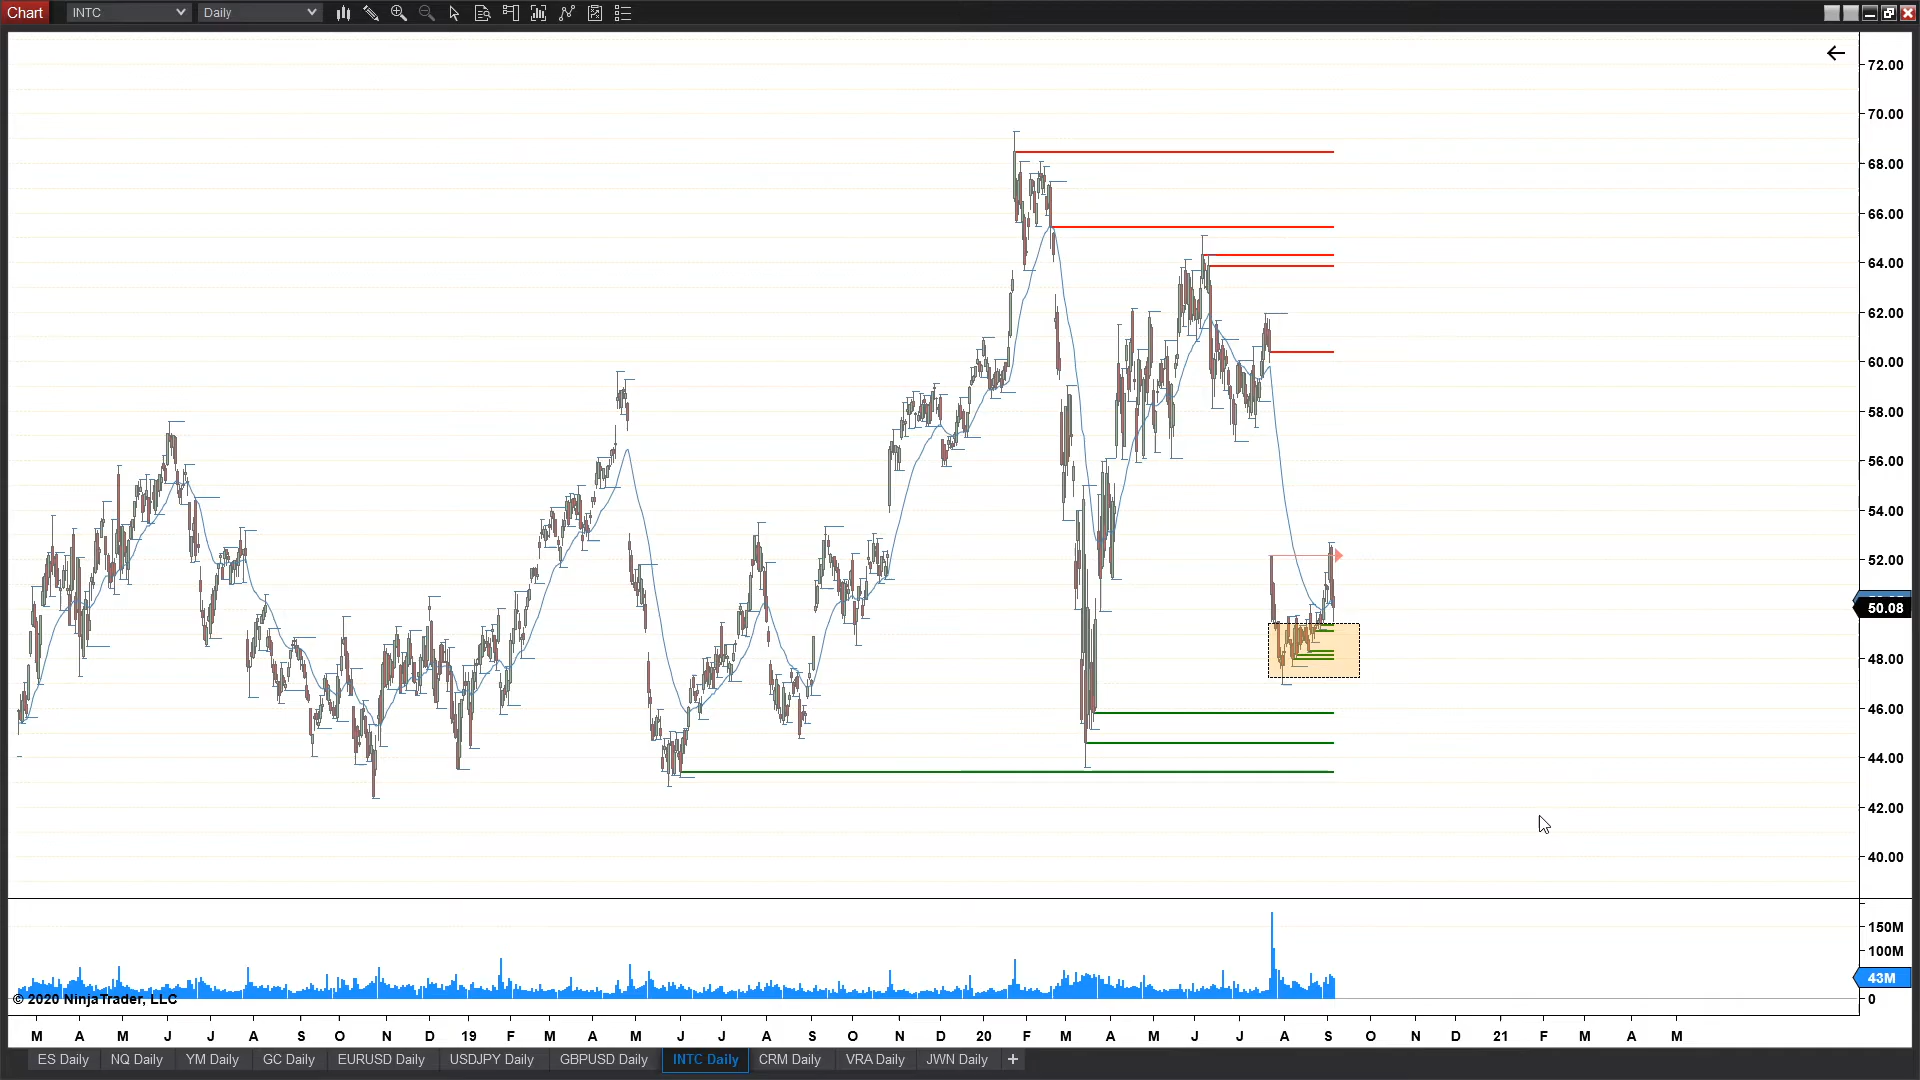 Chart INTC Daily
72.00
70.00
68.00
66.00
64.00
62.00
60.00
58.00
56.00
54.00
52.00
50.08
48.00
46.00
44.00
42.00
40.00
150M
100M
43M
0
© 2020 NinjaTrader, LLC
M A M J J A S O N D 19 F M A M J J A S O N D 20 F M A M J J A S O N D 21 F M A M
ES Daily NQ Daily YM Daily GC Daily EURUSD Daily USDJPY Daily GBPUSD Daily INTC Daily CRM Daily VRA Daily JWN Daily +